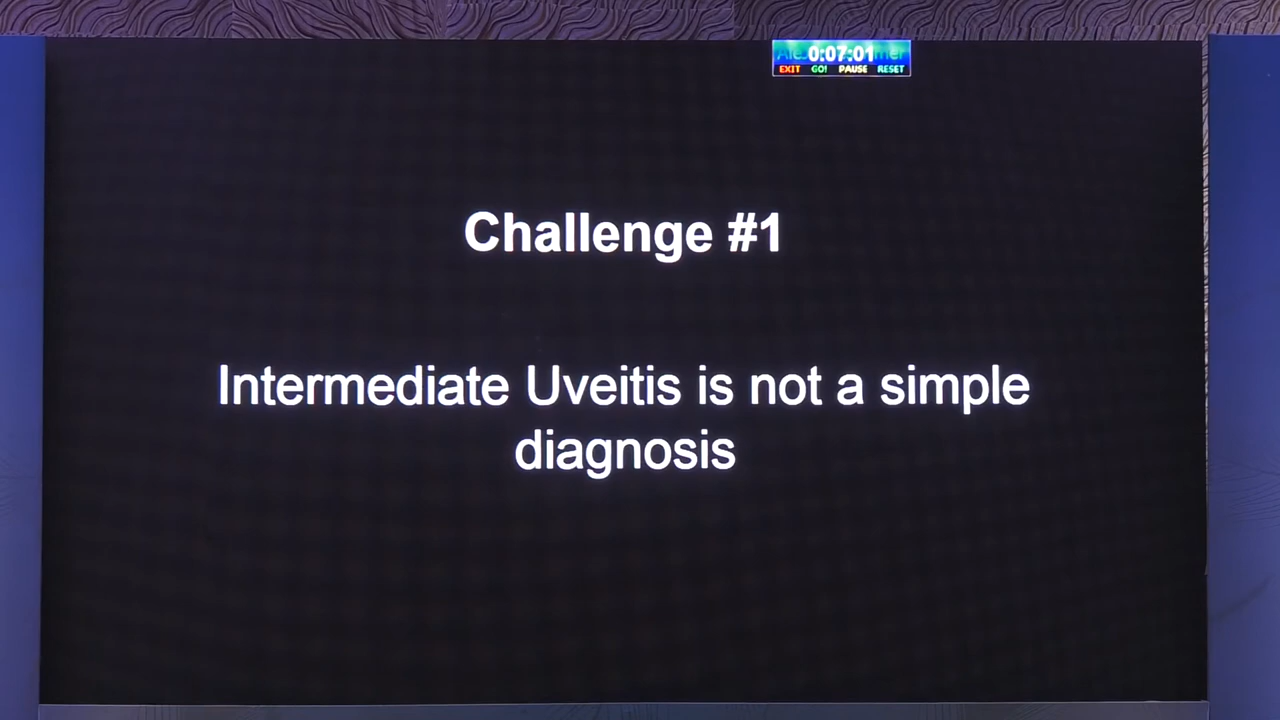 0:07:01
EXIT GO! PAUSE RESET
Challenge #1
Intermediate Uveitis is not a simple
diagnosis